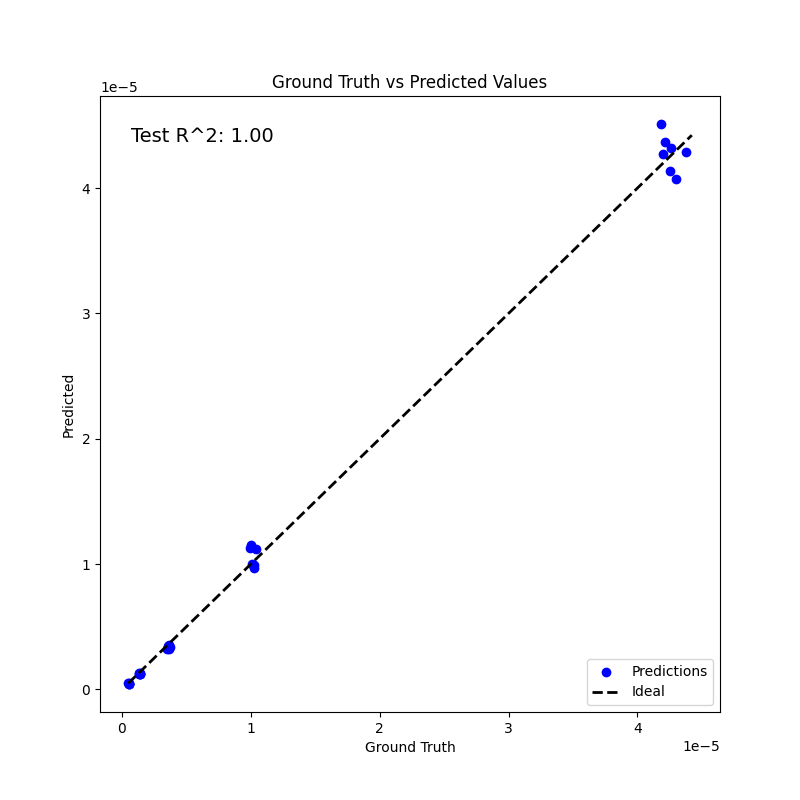 Ground Truth vs Predicted Values
1e−5
Test R^2: 1.00
4
3
2
1
0
Predicted
Predictions
Ideal
0 1 2 3 4
1e−5
Ground Truth